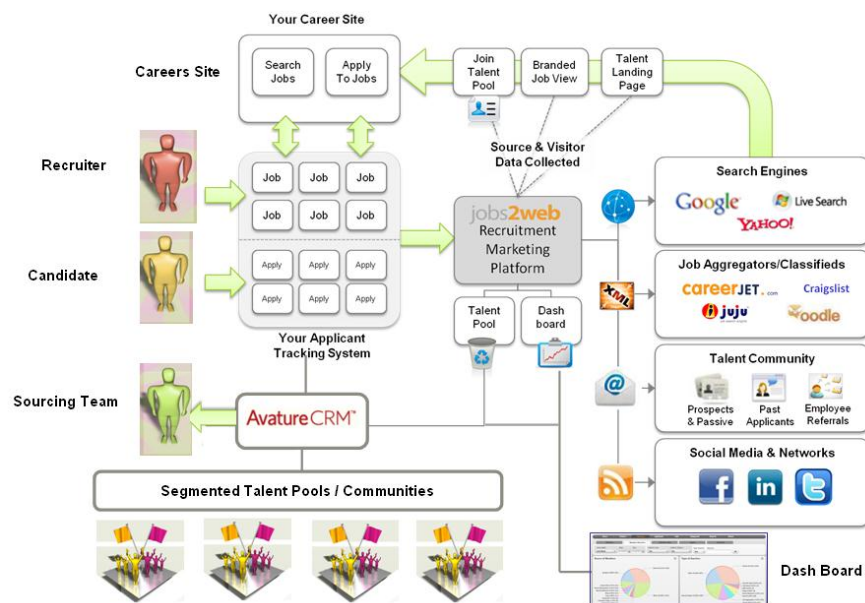 Your Career Site
Careers Site
Search
Jobs
Apply
To Jobs
Join
Talent
Pool
Branded
Job View
Talent
Landing
Page
Source & Visitor
Data Collected
Recruiter
Job Job Job
Job Job Job
Candidate
Apply Apply Apply
Apply Apply Apply
Your Applicant
Tracking System
jobs2web
Recruitment
Marketing
Platform
Talent
Pool
Dash
board
Search Engines
Google
Live Search
YAHOO!
XML
Job Aggregators/Classifieds
careerJET.com
Craigslist
juju
oodle
@
Talent Community
Prospects
& Passive
Past
Applicants
Employee
Referrals
Social Media & Networks
f
in
t
Sourcing Team
Avature CRM™
Segmented Talent Pools / Communities
Dash Board